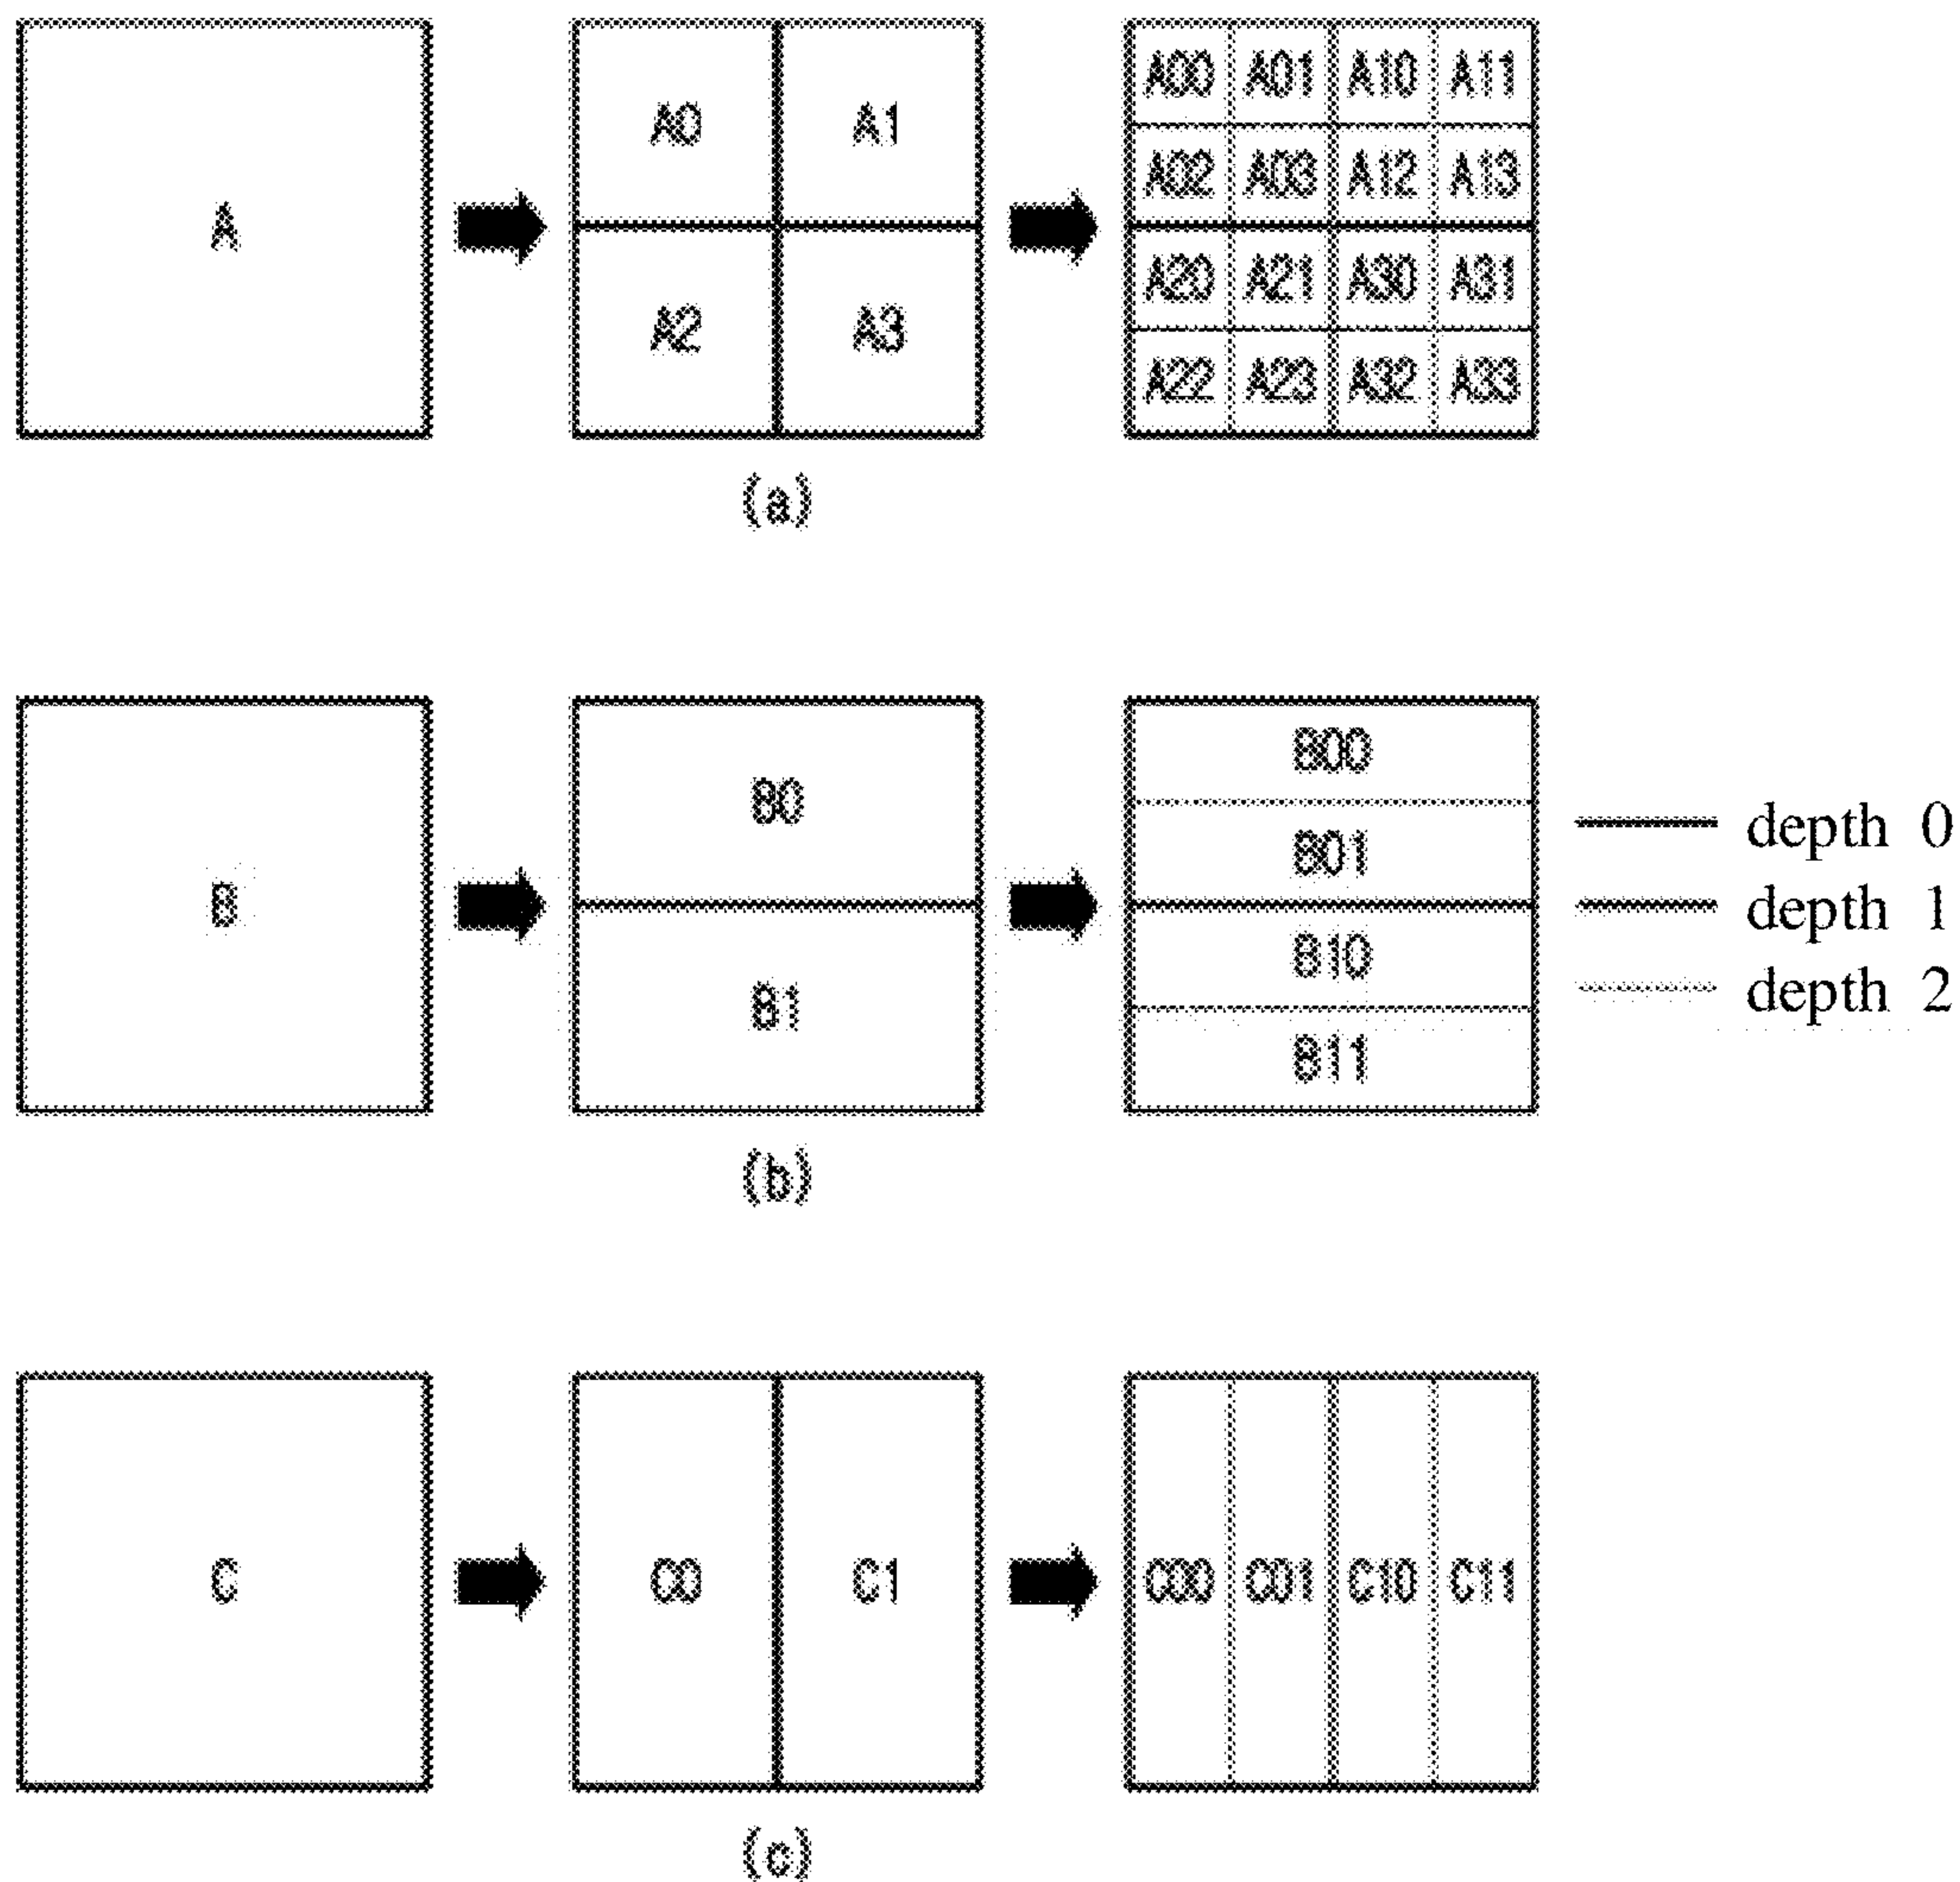 A
A0 A1
A2 A3
A00 A01 A10 A11
A02 A03 A12 A13
A20 A21 A30 A31
A22 A23 A32 A33
(a)
B
B0
B1
B00
B01
B10
B11
depth 0
depth 1
depth 2
(b)
C
C0 C1
C00 C01 C10 C11
(c)